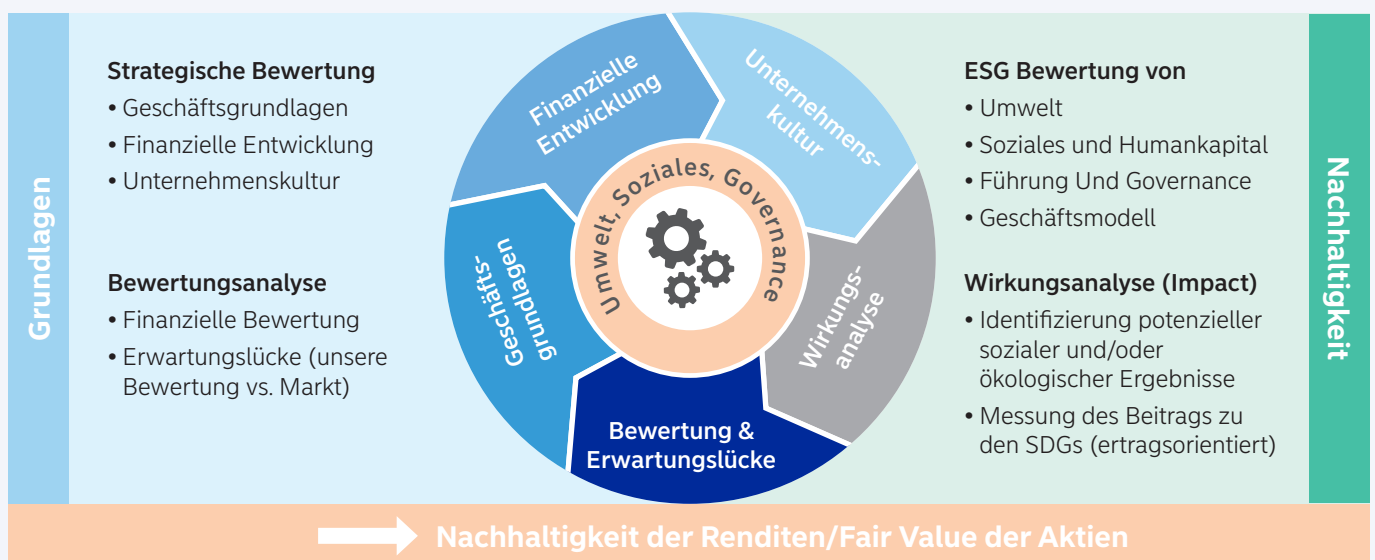 Grundlagen
Strategische Bewertung
• Geschäftsgrundlagen
• Finanzielle Entwicklung
• Unternehmenskultur
Bewertungsanalyse
• Finanzielle Bewertung
• Erwartungslücke (unsere
Bewertung vs. Markt)
Finanzielle
Entwicklung
Unternehmens-
kultur
Wirkungs-
analyse
Bewertung &
Erwartungslücke
Geschäfts-
grundlagen
Umwelt, Soziales, Governance
ESG Bewertung von
• Umwelt
• Soziales und Humankapital
• Führung Und Governance
• Geschäftsmodell
Wirkungsanalyse (Impact)
• Identifizierung potenzieller
sozialer und/oder
ökologischer Ergebnisse
• Messung des Beitrags zu
den SDGs (ertragsorientiert)
Nachhaltigkeit
Nachhaltigkeit der Renditen/Fair Value der Aktien